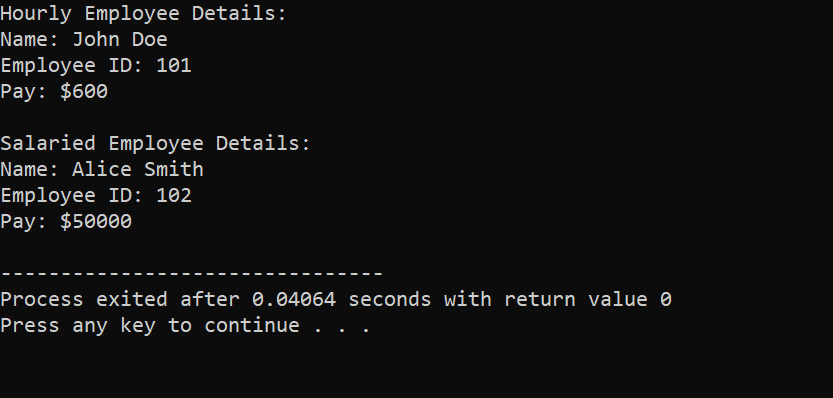 Hourly Employee Details:
Name: John Doe
Employee ID: 101
Pay: $600
Salaried Employee Details:
Name: Alice Smith
Employee ID: 102
Pay: $50000
--------------------------------
Process exited after 0.04064 seconds with return value 0
Press any key to continue . . .